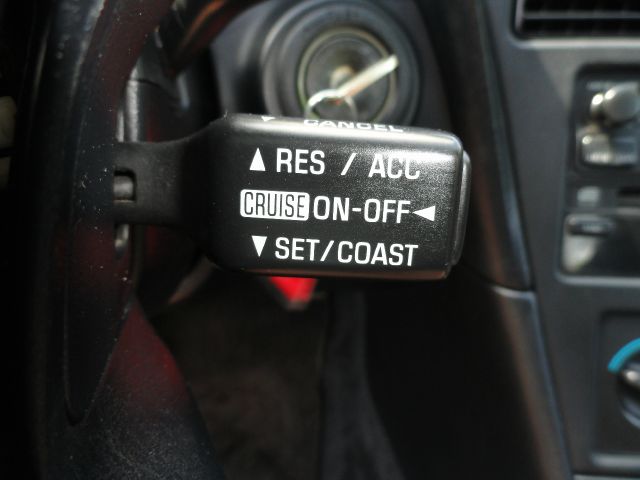 CANCEL
▲ RES / ACC
CRUISE ON-OFF ◄
▼ SET/COAST